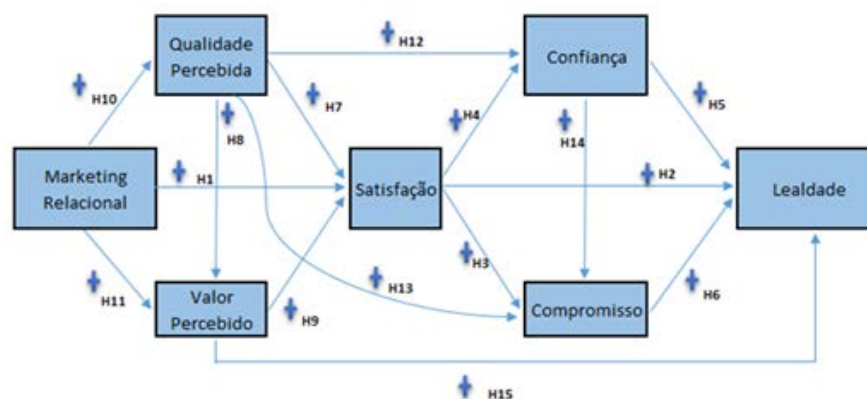 Qualidade
Percebida
H12
Confiança
H10
H7
H4
H5
H8
H14
Marketing
Relacional
H1
Satisfação
H2
Lealdade
H3
H11
H13
Valor
Percebido
H9
Compromisso
H6
H15